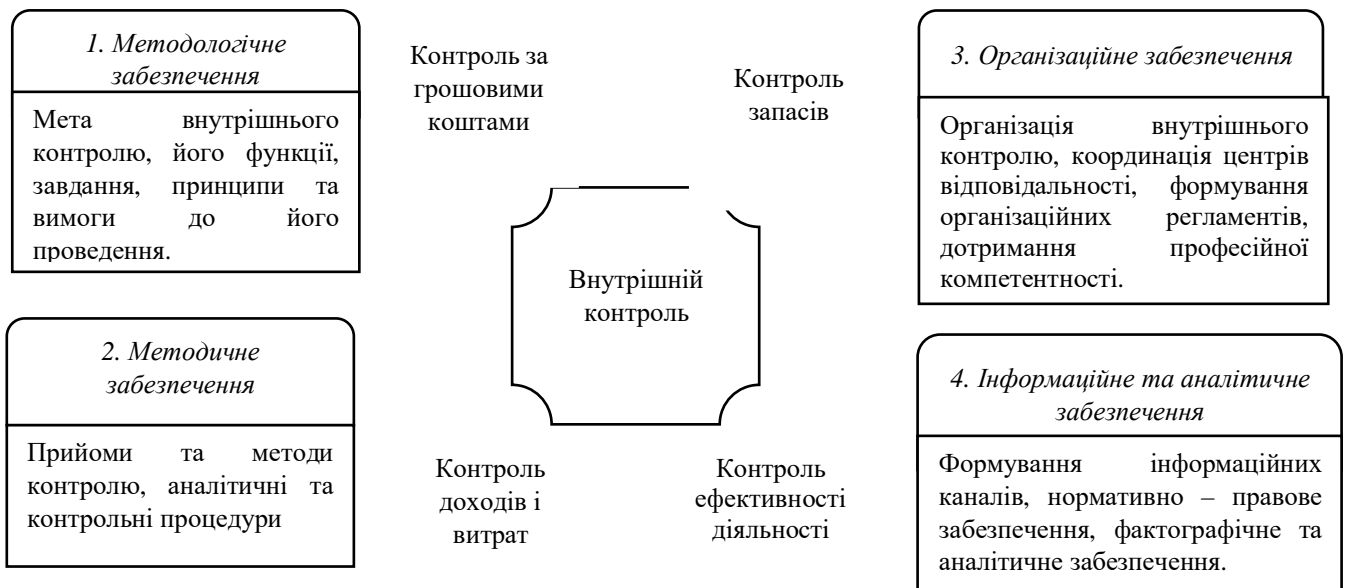 1. Методологічне
забезпечення
Мета внутрішнього
контролю, його функції,
завдання, принципи та
вимоги до його
проведення.
2. Методичне
забезпечення
Прийоми та методи
контролю, аналітичні та
контрольні процедури
Контроль за
грошовими
коштами
Контроль
запасів
Внутрішній
контроль
Контроль
доходів і
витрат
Контроль
ефективності
діяльності
3. Організаційне забезпечення
Організація внутрішнього
контролю, координація центрів
відповідальності, формування
організаційних регламентів,
дотримання професійної
компетентності.
4. Інформаційне та аналітичне
забезпечення
Формування інформаційних
каналів, нормативно – правове
забезпечення, фактографічне та
аналітичне забезпечення.